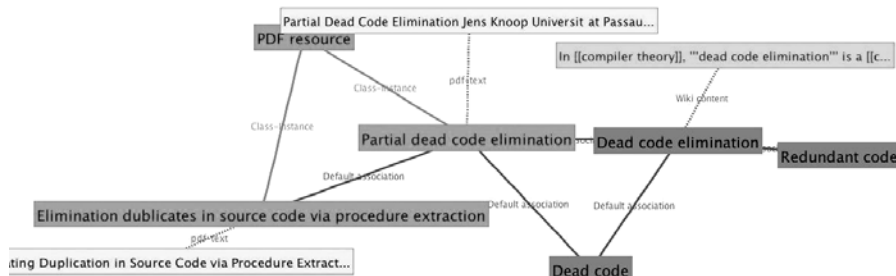 Partial Dead Code Elimination Jens Knoop Universit at Passau...
PDF resource
In [[compiler theory]], '''dead code elimination''' is a [[c...
Class-Instance
pdf-text
Wiki content
Class-Instance
Partial dead code elimination
Dead code elimination
Redundant code
Default association
Elimination dublicates in source code via procedure extraction
Default association
Default association
pdf-text
ating Duplication in Source Code via Procedure Extract...
Dead code